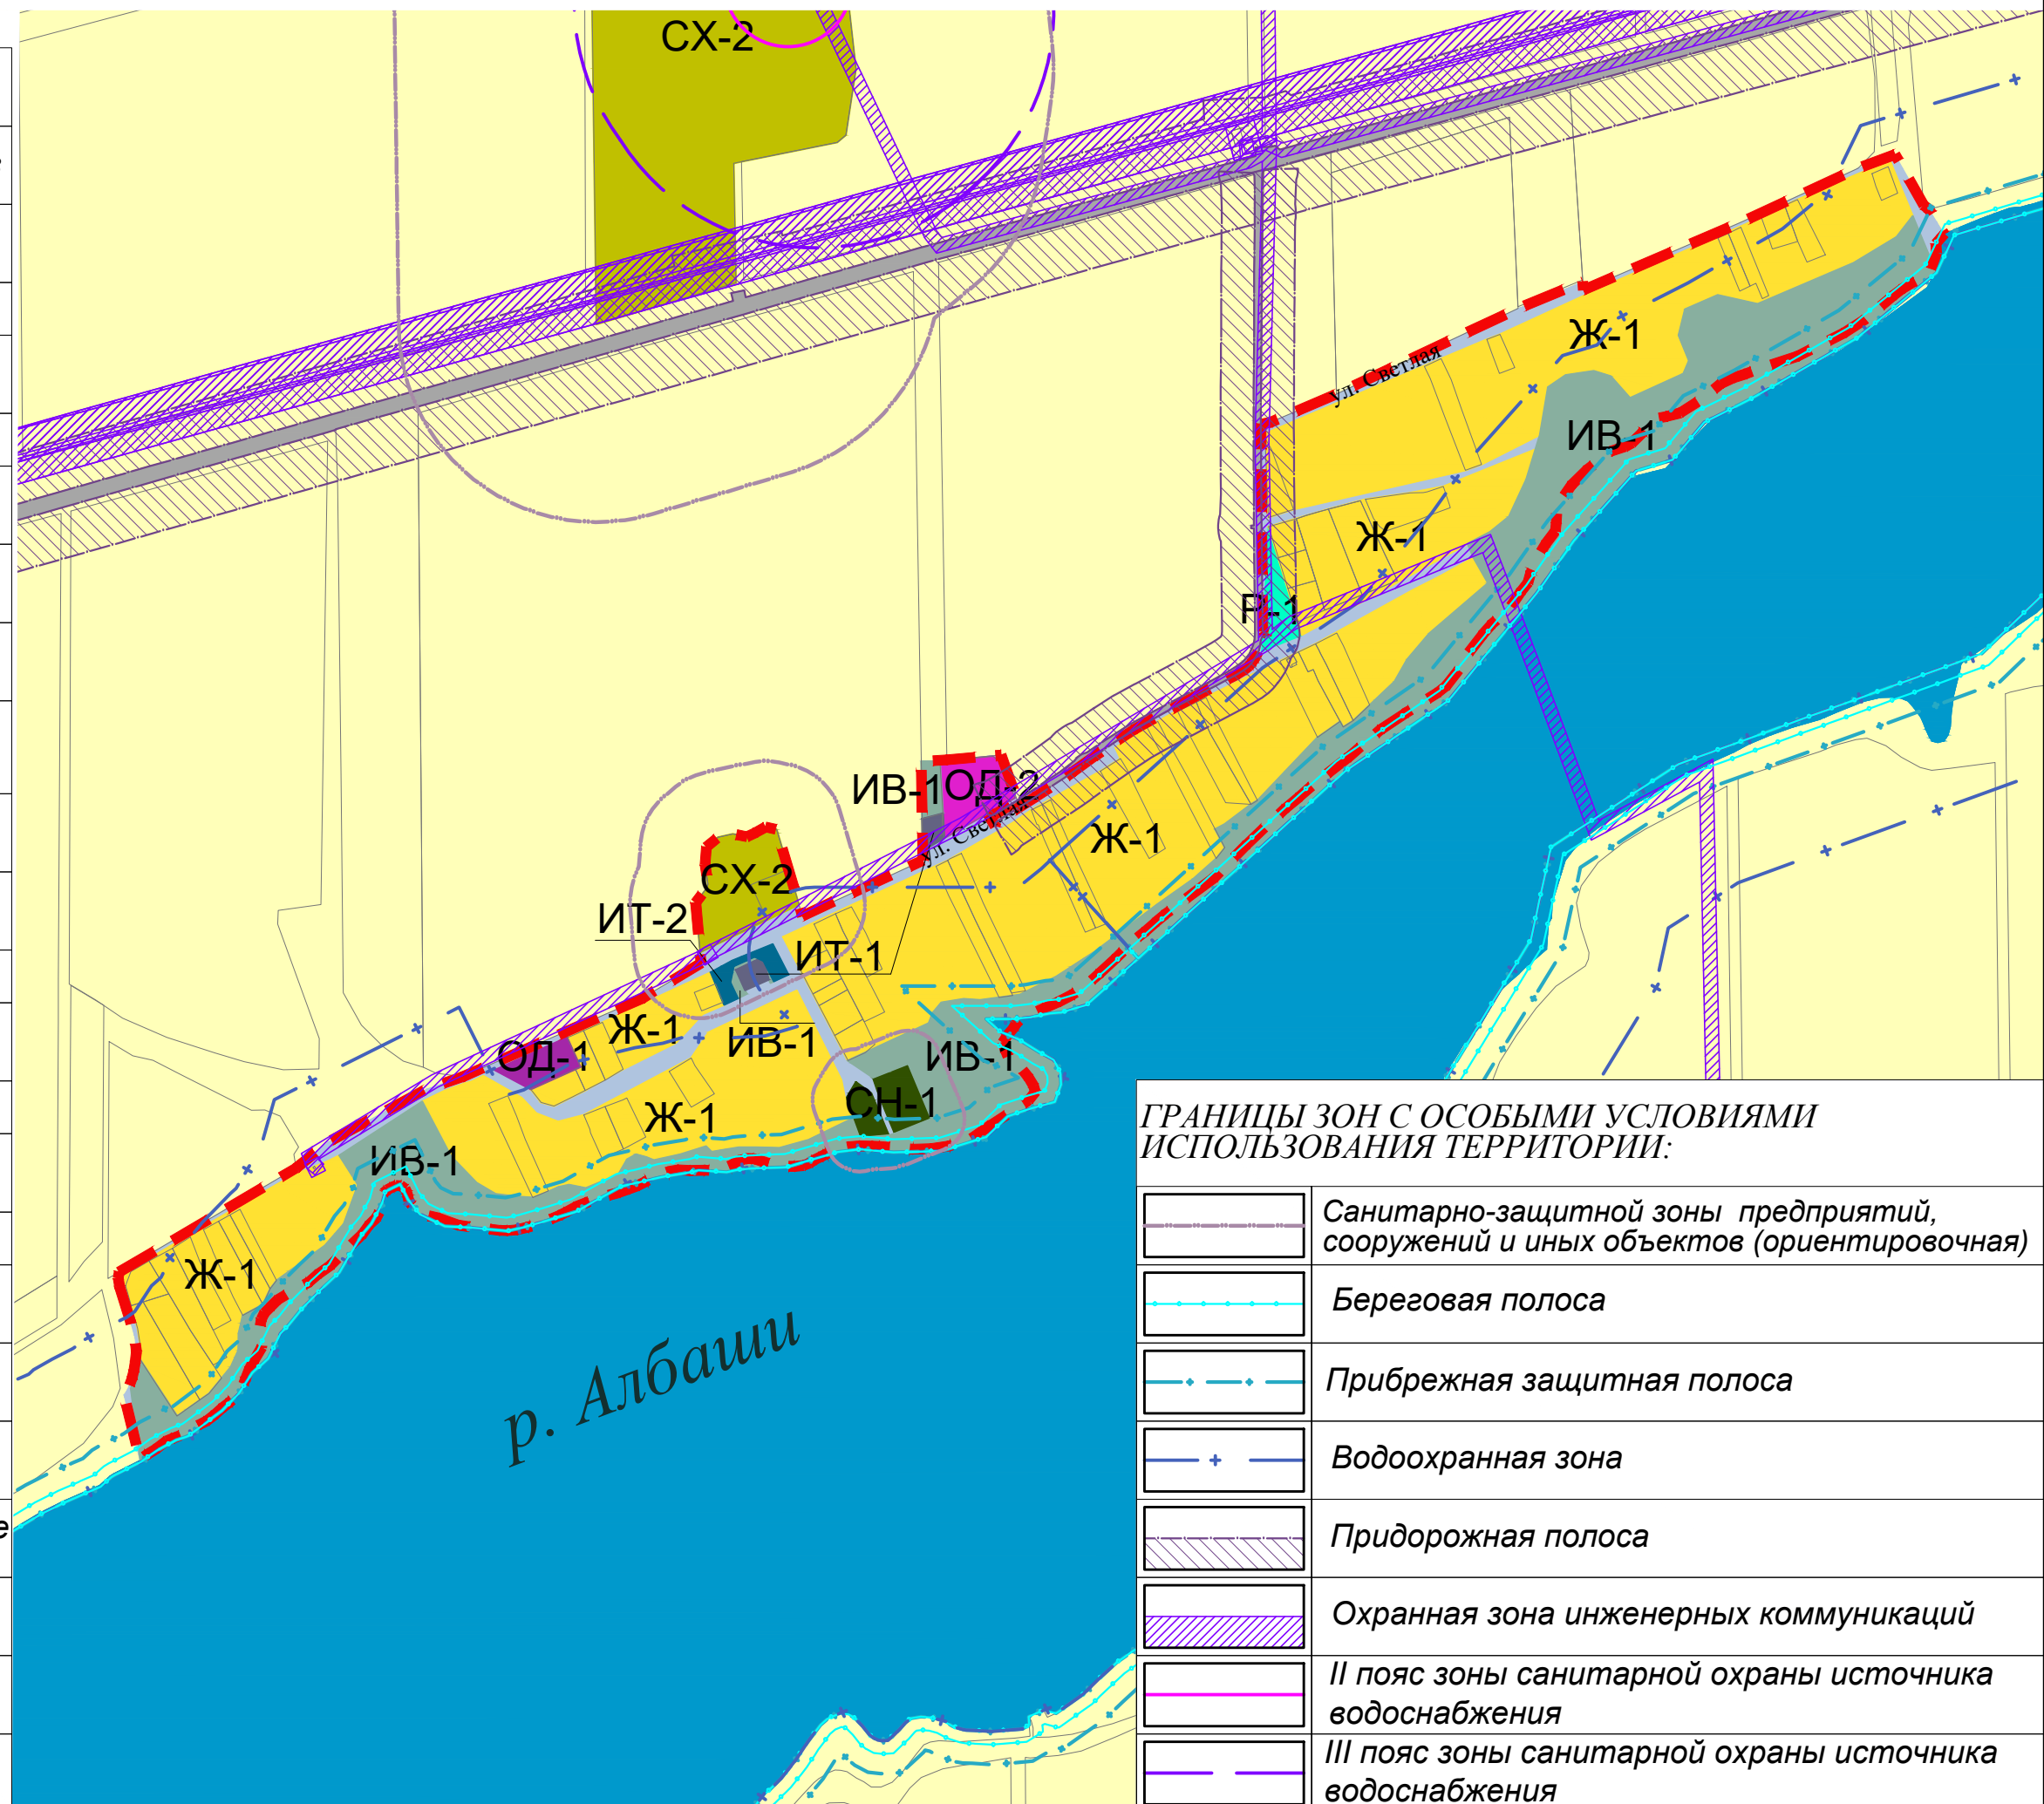 СХ-2
Ж-1
ул. Светлая
ИВ-1
Ж-1
Р-1
ИВ-1
ОД-2
ул. Светлая
Ж-1
СХ-2
ИТ-2
ИТ-1
Ж-1
ИВ-1
ИВ-1
ОД-1
СН-1
Ж-1
ИВ-1
Ж-1
р. Албаши
е
ГРАНИЦЫ ЗОН С ОСОБЫМИ УСЛОВИЯМИ
ИСПОЛЬЗОВАНИЯ ТЕРРИТОРИИ:
Санитарно-защитной зоны предприятий,
сооружений и иных объектов (ориентировочная)
Береговая полоса
Прибрежная защитная полоса
Водоохранная зона
Придорожная полоса
Охранная зона инженерных коммуникаций
II пояс зоны санитарной охраны источника
водоснабжения
III пояс зоны санитарной охраны источника
водоснабжения